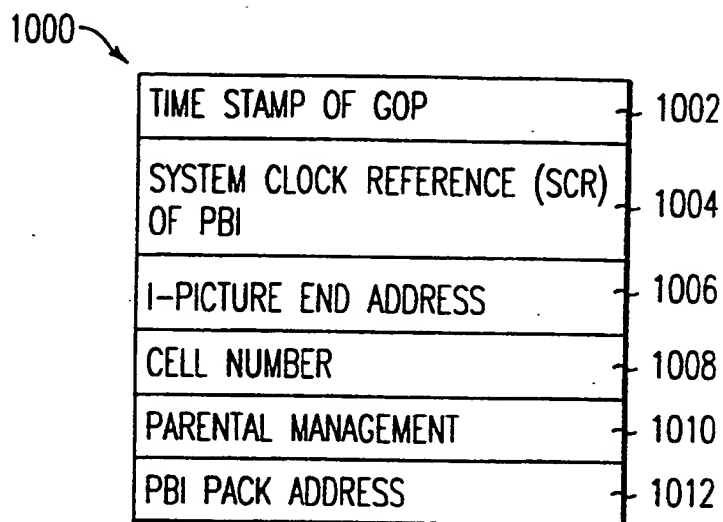 1000
TIME STAMP OF GOP 1002
SYSTEM CLOCK REFERENCE (SCR)
OF PBI 1004
I-PICTURE END ADDRESS 1006
CELL NUMBER 1008
PARENTAL MANAGEMENT 1010
PBI PACK ADDRESS 1012